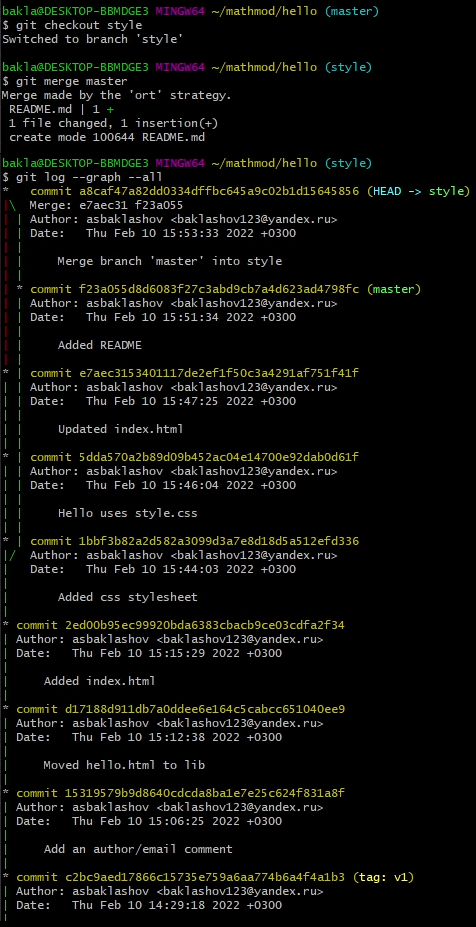 bakla@DESKTOP-BBMDGE3 MINGW64 ~/mathmod/hello (master)
$ git checkout style
Switched to branch 'style'
bakla@DESKTOP-BBMDGE3 MINGW64 ~/mathmod/hello (style)
$ git merge master
Merge made by the 'ort' strategy.
 README.md | 1 +
 1 file changed, 1 insertion(+)
 create mode 100644 README.md
bakla@DESKTOP-BBMDGE3 MINGW64 ~/mathmod/hello (style)
$ git log --graph --all
*   commit a8caf47a82dd0334dffbc645a9c02b1d15645856 (HEAD -> style)
|\  Merge: e7aec31 f23a055
| | Author: asbaklashov <baklashov123@yandex.ru>
| | Date:   Thu Feb 10 15:53:33 2022 +0300
| |
| |     Merge branch 'master' into style
| |
| * commit f23a055d8d6083f27c3abd9cb7a4d623ad4798fc (master)
| | Author: asbaklashov <baklashov123@yandex.ru>
| | Date:   Thu Feb 10 15:51:34 2022 +0300
| |
| |     Added README
| |
* | commit e7aec3153401117de2ef1f50c3a4291af751f41f
| | Author: asbaklashov <baklashov123@yandex.ru>
| | Date:   Thu Feb 10 15:47:25 2022 +0300
| |
| |     Updated index.html
| |
* | commit 5dda570a2b89d09b452ac04e14700e92dab0d61f
| | Author: asbaklashov <baklashov123@yandex.ru>
| | Date:   Thu Feb 10 15:46:04 2022 +0300
| |
| |     Hello uses style.css
| |
* | commit 1bbf3b82a2d582a3099d3a7e8d18d5a512efd336
|/  Author: asbaklashov <baklashov123@yandex.ru>
|   Date:   Thu Feb 10 15:44:03 2022 +0300
|
|       Added css stylesheet
|
* commit 2ed00b95ec99920bda6383cbacb9ce03cdfa2f34
| Author: asbaklashov <baklashov123@yandex.ru>
| Date:   Thu Feb 10 15:15:29 2022 +0300
|
|     Added index.html
|
* commit d17188d911db7a0ddee6e164c5cabcc651040ee9
| Author: asbaklashov <baklashov123@yandex.ru>
| Date:   Thu Feb 10 15:12:38 2022 +0300
|
|     Moved hello.html to lib
|
* commit 15319579b9d8640cdcda8ba1e7e25c624f831a8f
| Author: asbaklashov <baklashov123@yandex.ru>
| Date:   Thu Feb 10 15:06:25 2022 +0300
|
|     Add an author/email comment
|
* commit c2bc9aed17866c15735e759a6aa774b6a4f4a1b3 (tag: v1)
| Author: asbaklashov <baklashov123@yandex.ru>
| Date:   Thu Feb 10 14:29:18 2022 +0300
|